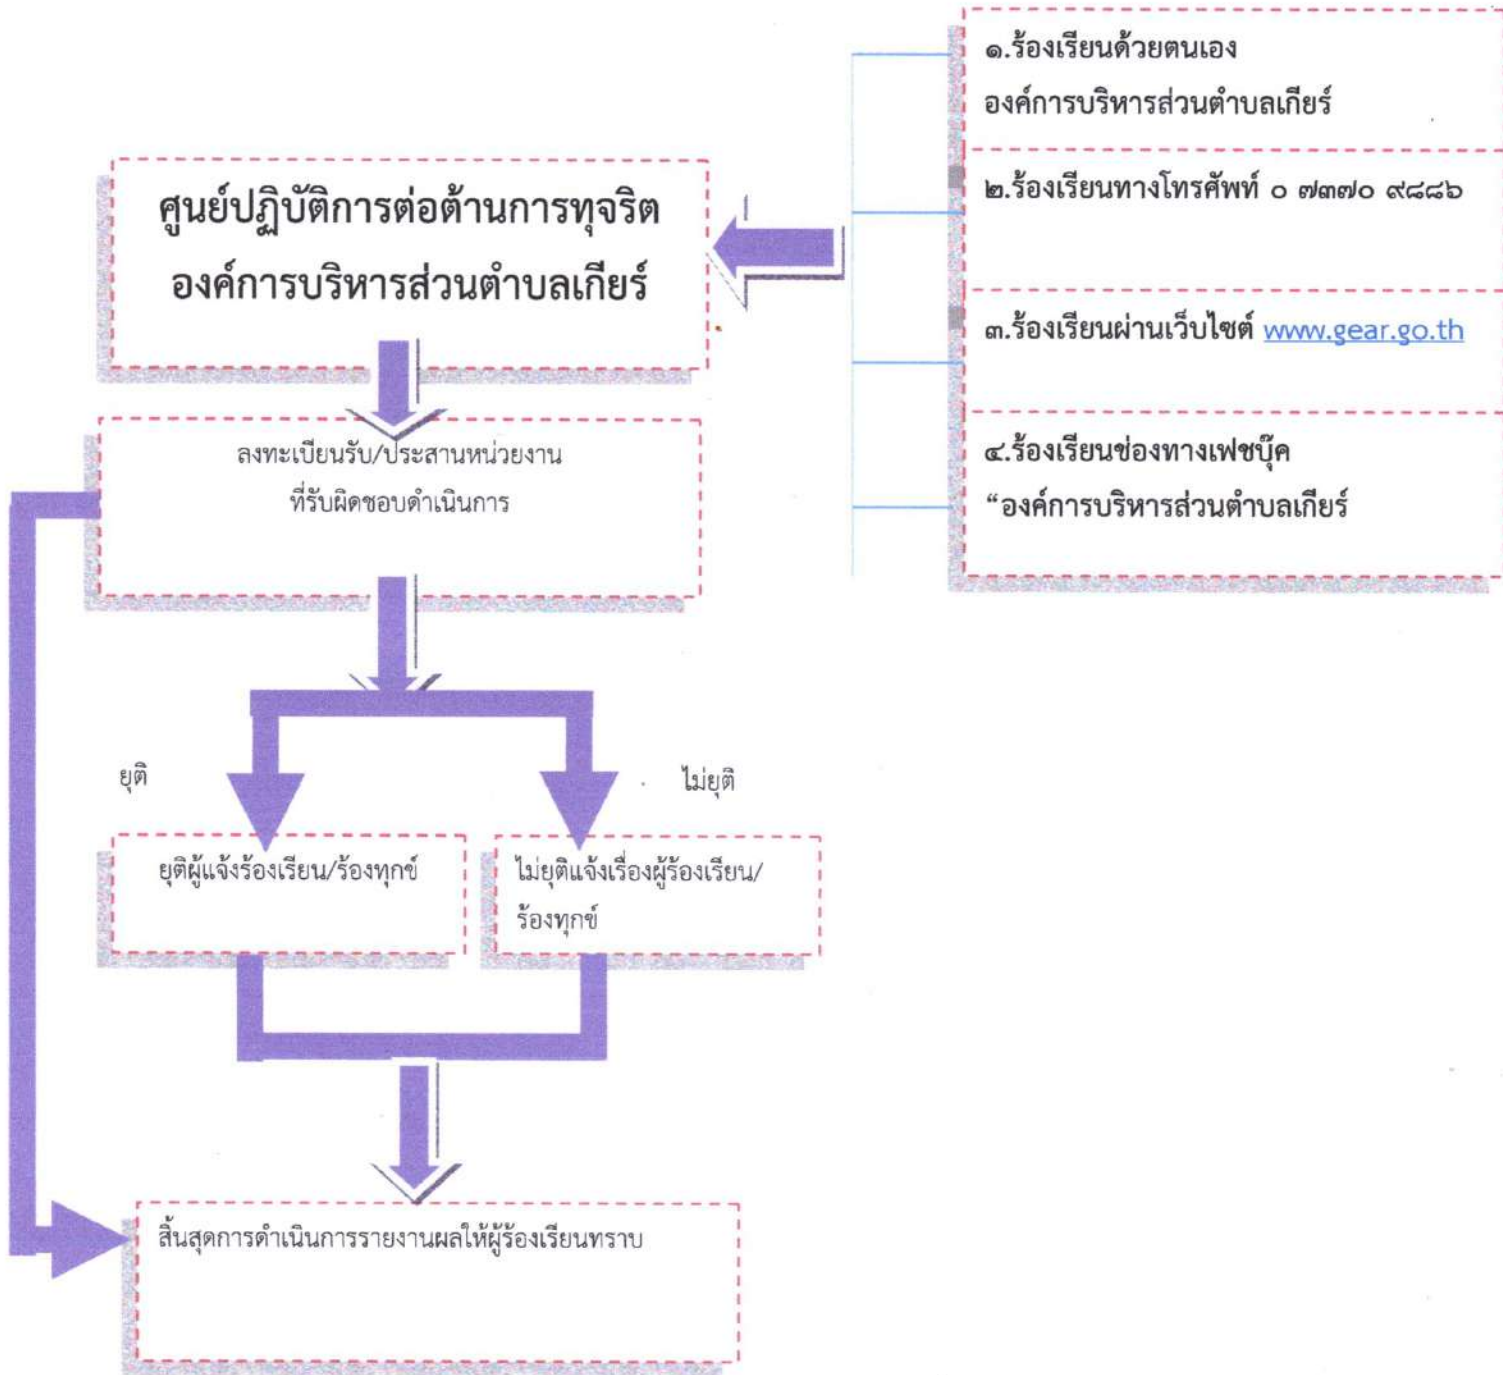 ๑.ร้องเรียนด้วยตนเอง
องค์การบริหารส่วนตำบลเกียร์
๒.ร้องเรียนทางโทรศัพท์ ๐ ๗๓๗๐ ๙๘๘๖
๓.ร้องเรียนผ่านเว็บไซต์ www.gear.go.th
๔.ร้องเรียนช่องทางเฟชบุ๊ค
“องค์การบริหารส่วนตำบลเกียร์
ศูนย์ปฏิบัติการต่อต้านการทุจริต
องค์การบริหารส่วนตำบลเกียร์
ลงทะเบียนรับ/ประสานหน่วยงาน
ที่รับผิดชอบดำเนินการ
ยุติ
ไม่ยุติ
ยุติผู้แจ้งร้องเรียน/ร้องทุกข์
ไม่ยุติแจ้งเรื่องผู้ร้องเรียน/
ร้องทุกข์
สิ้นสุดการดำเนินการรายงานผลให้ผู้ร้องเรียนทราบ